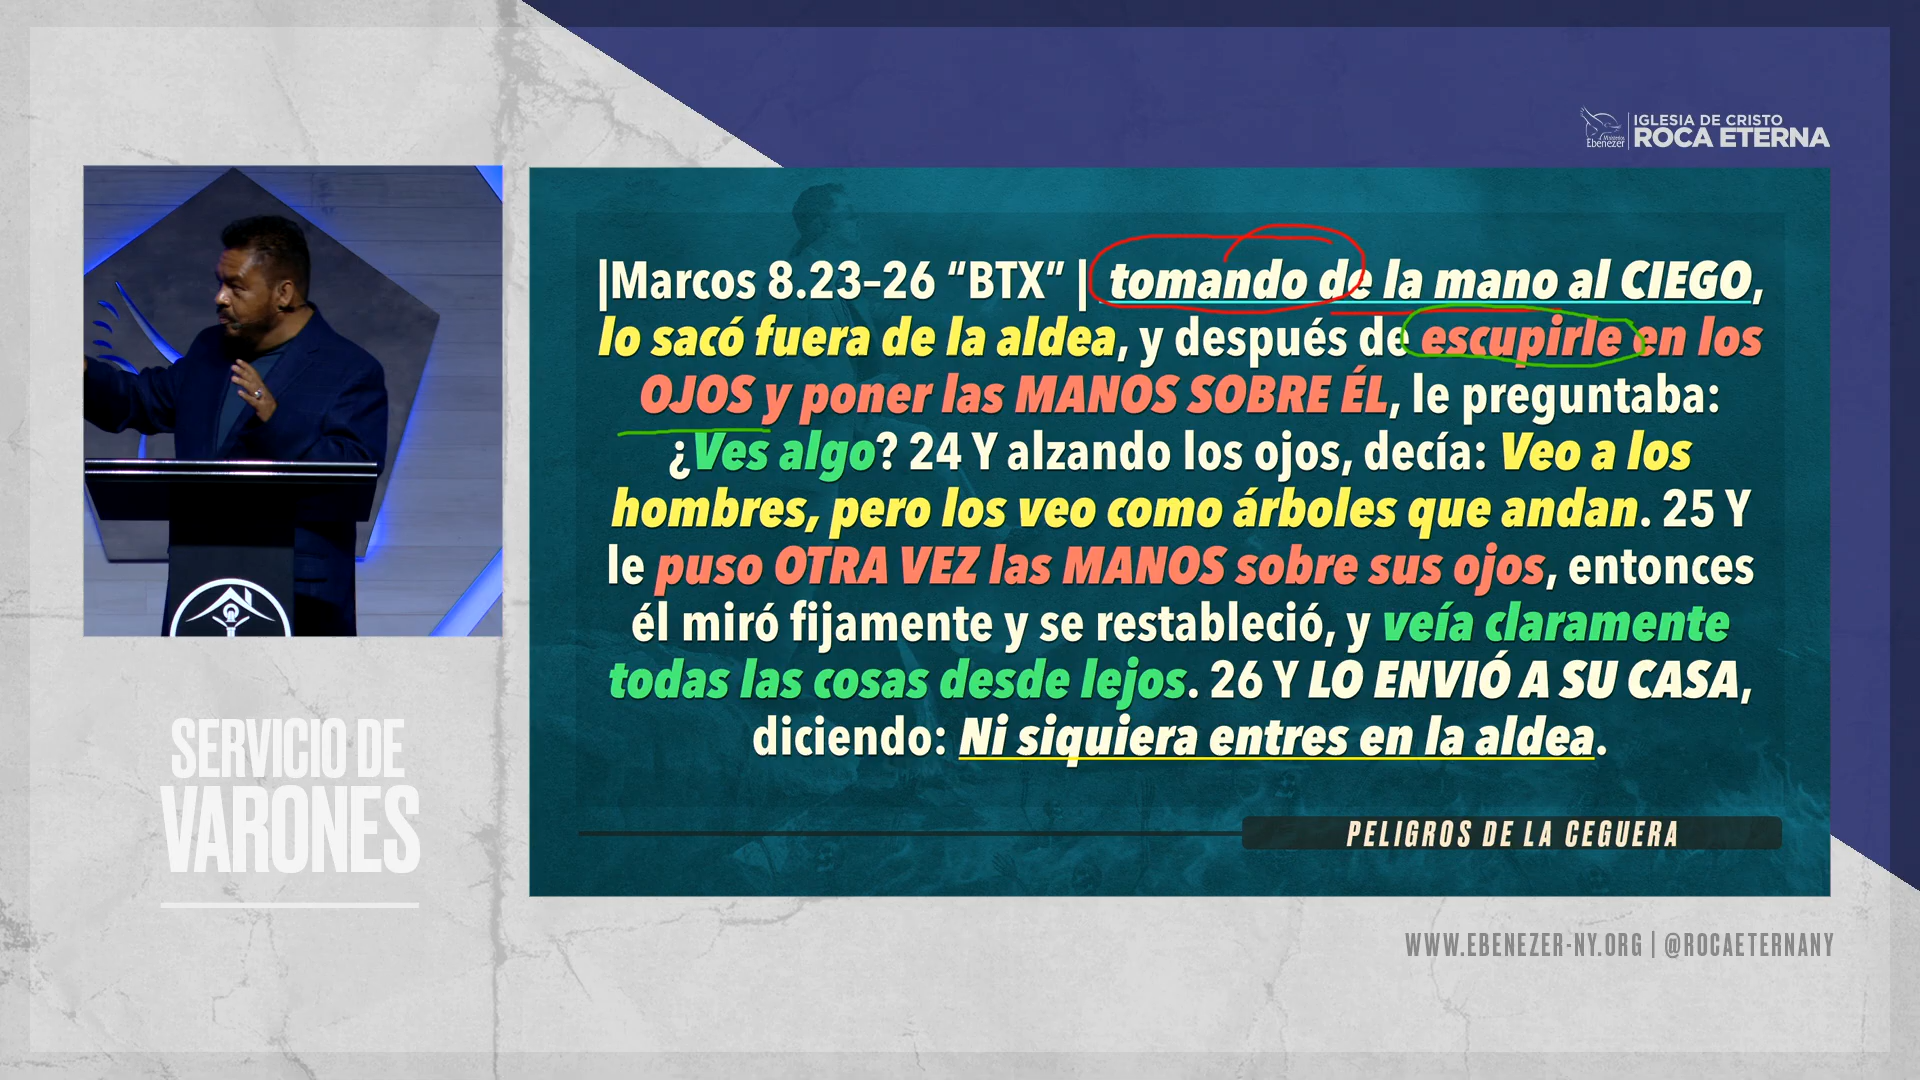 Ministerios
Ebenezer
IGLESIA DE CRISTO
ROCA ETERNA
|Marcos 8.23–26 “BTX” | tomando de la mano al CIEGO,
lo sacó fuera de la aldea, y después de escupirle en los
OJOS y poner las MANOS SOBRE ÉL, le preguntaba:
¿Ves algo? 24 Y alzando los ojos, decía: Veo a los
hombres, pero los veo como árboles que andan. 25 Y
le puso OTRA VEZ las MANOS sobre sus ojos, entonces
él miró fijamente y se restableció, y veía claramente
todas las cosas desde lejos. 26 Y LO ENVIÓ A SU CASA,
diciendo: Ni siquiera entres en la aldea.
PELIGROS DE LA CEGUERA
SERVICIO DE
VARONES
WWW.EBENEZER-NY.ORG | @ROCAETERNANY